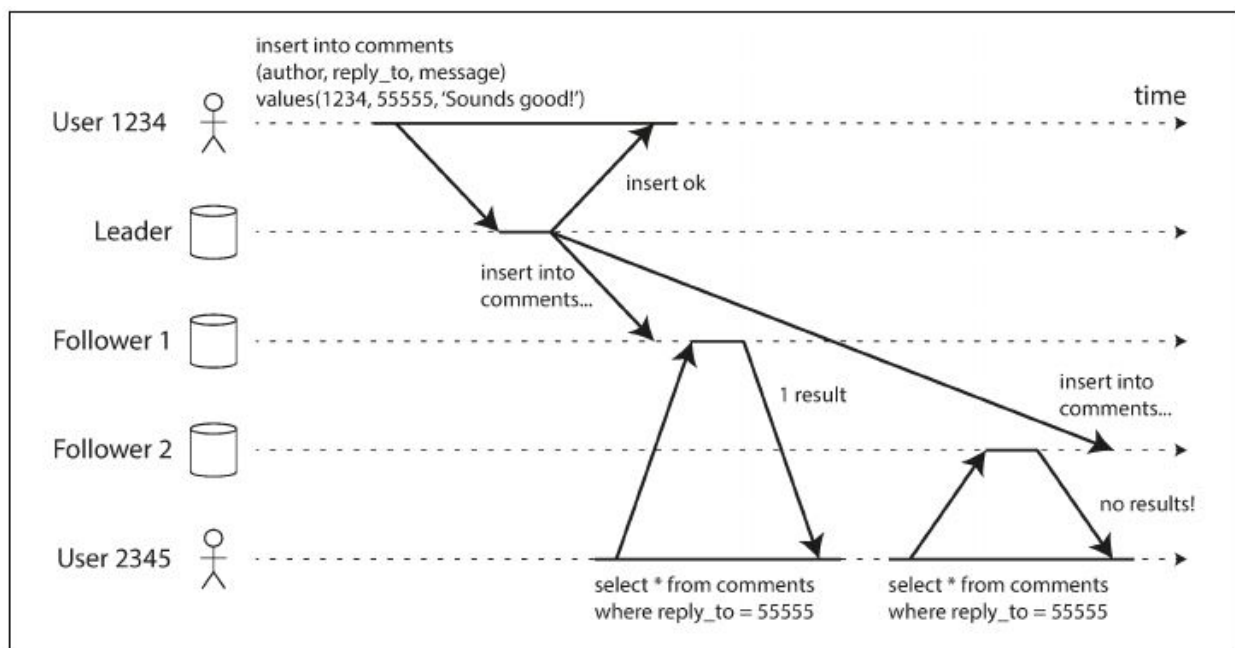 insert into comments
(author, reply_to, message)
values(1234, 55555, ‘Sounds good!’)
time
User 1234
insert ok
Leader
insert into
comments...
Follower 1
1 result
insert into
comments...
Follower 2
no results!
User 2345
select * from comments
where reply_to = 55555
select * from comments
where reply_to = 55555